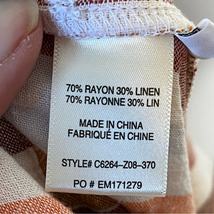 70% RAYON 30% LINEN
70% RAYONNE 30% LIN
MADE IN CHINA
FABRIQUÉ EN CHINE
STYLE# C6264-Z08-370
PO # EM171279